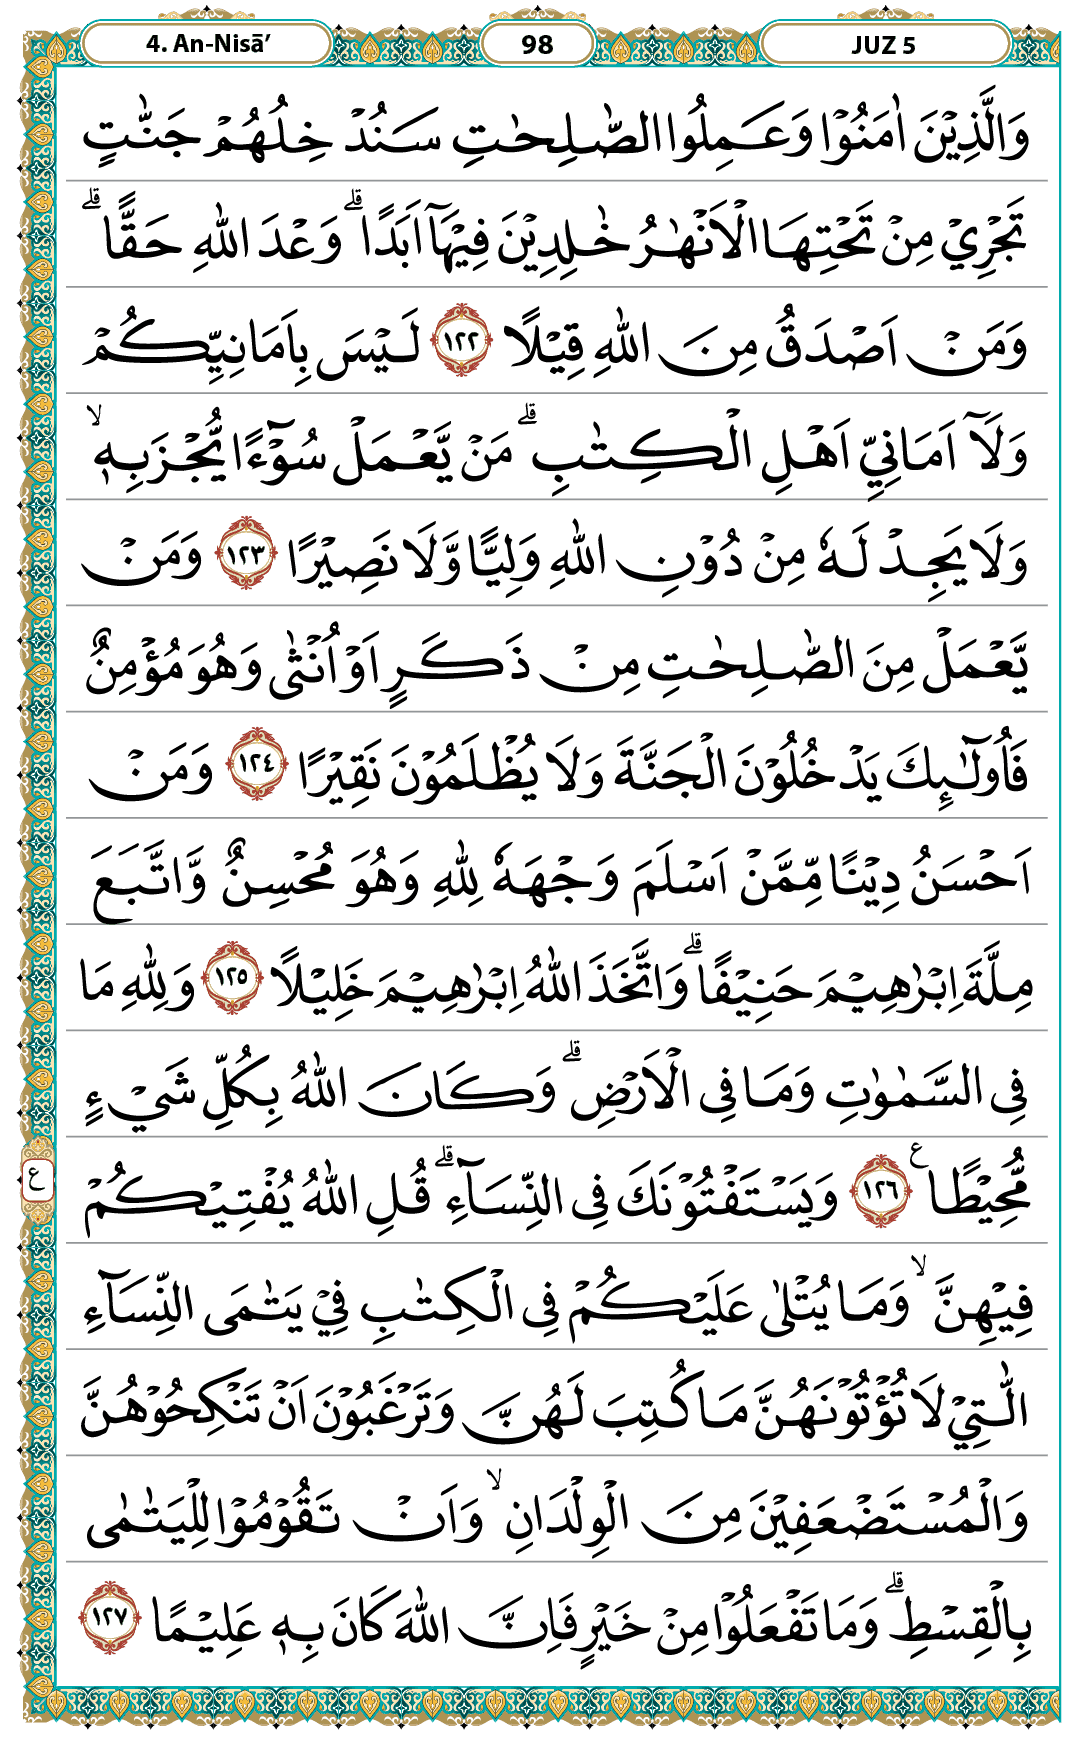 4. An-Nisā’ 98 JUZ 5
وَالَّذِيْنَ اٰمَنُوْا وَعَمِلُوا الصّٰلِحٰتِ سَنُدْخِلُهُمْ جَنّٰتٍ
تَجْرِيْ مِنْ تَحْتِهَا الْاَنْهٰرُ خٰلِدِيْنَ فِيْهَآ اَبَدًاۗ وَعْدَ اللّٰهِ حَقًّاۗ
وَمَنْ اَصْدَقُ مِنَ اللّٰهِ قِيْلًا ١٢٢ لَيْسَ بِاَمَانِيِّكُمْ
وَلَآ اَمَانِيِّ اَهْلِ الْكِتٰبِۗ مَنْ يَّعْمَلْ سُوْۤءًا يُّجْزَ بِهٖۙ
وَلَا يَجِدْ لَهٗ مِنْ دُوْنِ اللّٰهِ وَلِيًّا وَّلَا نَصِيْرًا ١٢٣ وَمَنْ
يَّعْمَلْ مِنَ الصّٰلِحٰتِ مِنْ ذَكَرٍ اَوْ اُنْثٰى وَهُوَ مُؤْمِنٌ
فَاُولٰۤىِٕكَ يَدْخُلُوْنَ الْجَنَّةَ وَلَا يُظْلَمُوْنَ نَقِيْرًا ١٢٤ وَمَنْ
اَحْسَنُ دِيْنًا مِّمَّنْ اَسْلَمَ وَجْهَهٗ لِلّٰهِ وَهُوَ مُحْسِنٌ وَّاتَّبَعَ
مِلَّةَ اِبْرٰهِيْمَ حَنِيْفًاۗ وَاتَّخَذَ اللّٰهُ اِبْرٰهِيْمَ خَلِيْلًا ١٢٥ وَلِلّٰهِ مَا
فِى السَّمٰوٰتِ وَمَا فِى الْاَرْضِۗ وَكَانَ اللّٰهُ بِكُلِّ شَيْءٍ
مُّحِيْطًا ࣖ ١٢٦ وَيَسْتَفْتُوْنَكَ فِى النِّسَاۤءِۗ قُلِ اللّٰهُ يُفْتِيْكُمْ
ع
فِيْهِنَّۙ وَمَا يُتْلٰى عَلَيْكُمْ فِى الْكِتٰبِ فِيْ يَتٰمَى النِّسَاۤءِ
الّٰتِيْ لَا تُؤْتُوْنَهُنَّ مَا كُتِبَ لَهُنَّ وَتَرْغَبُوْنَ اَنْ تَنْكِحُوْهُنَّ
وَالْمُسْتَضْعَفِيْنَ مِنَ الْوِلْدَانِۙ وَاَنْ تَقُوْمُوْا لِلْيَتٰمٰى
بِالْقِسْطِۗ وَمَا تَفْعَلُوْا مِنْ خَيْرٍ فَاِنَّ اللّٰهَ كَانَ بِهٖ عَلِيْمًا ١٢٧